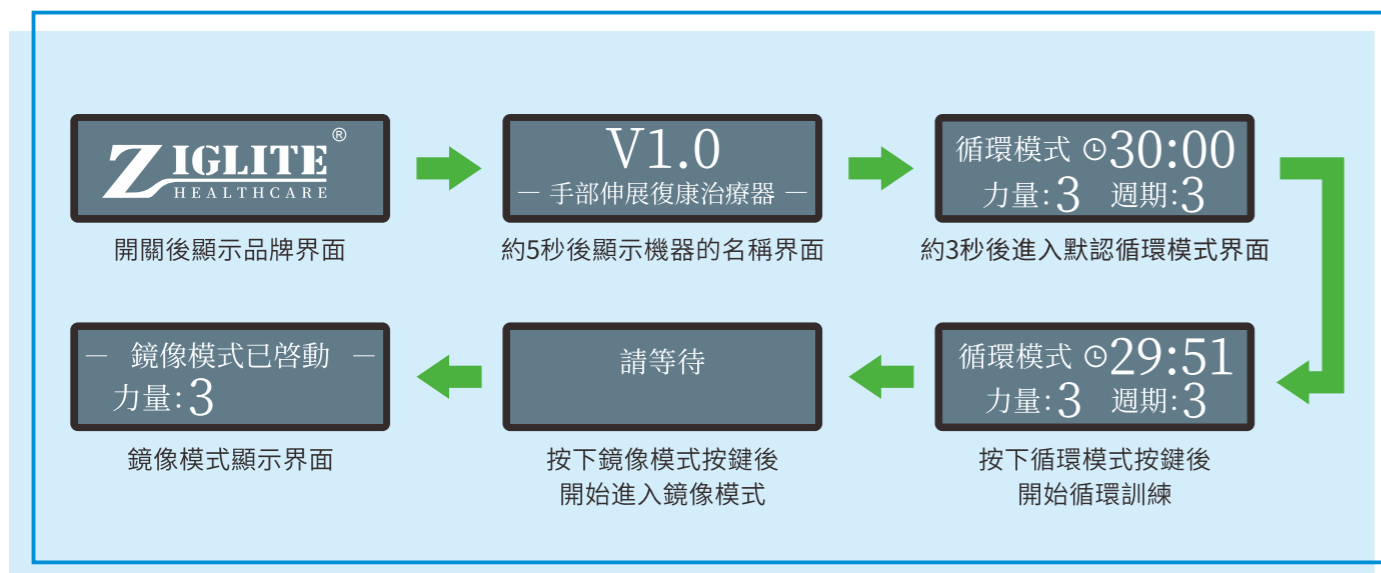 ZIGLITE®
HEALTHCARE
開關後顯示品牌界面
V1.0
— 手部伸展復康治療器 —
約5秒後顯示機器的名稱界面
循環模式 30:00
力量:3 週期:3
約3秒後進入默認循環模式界面
循環模式 29:51
力量:3 週期:3
按下循環模式按鍵後
開始循環訓練
請等待
按下鏡像模式按鍵後
開始進入鏡像模式
— 鏡像模式已啓動 —
力量:3
鏡像模式顯示界面